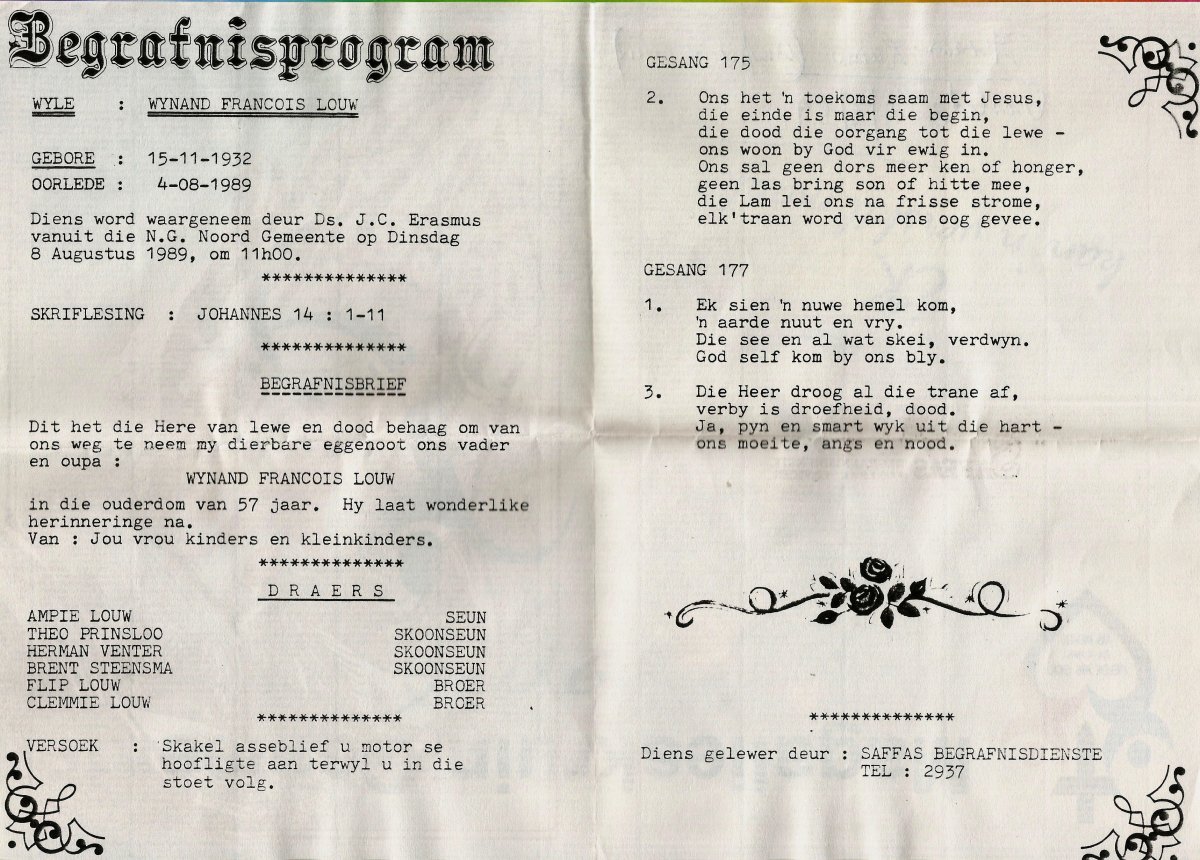 Begrafnisprogram
WYLE : WYNAND FRANCOIS LOUW
GEBORE : 15-11-1932
OORLEDE : 4-08-1989
Diens word waargeneem deur Ds. J.C. Erasmus
vanuit die N.G. Noord Gemeente op Dinsdag
8 Augustus 1989, om 11h00.
**************
SKRIFLESING : JOHANNES 14 : 1-11
**************
BEGRAFNISBRIEF
Dit het die Here van lewe en dood behaag om van
ons weg te neem my dierbare eggenoot ons vader
en oupa :
WYNAND FRANCOIS LOUW
in die ouderdom van 57 jaar. Hy laat wonderlike
herinneringe na.
Van : Jou vrou kinders en kleinkinders.
**************
D R A E R S
AMPIE LOUW SEUN
THEO PRINSLOO SKOONSEUN
HERMAN VENTER SKOONSEUN
BRENT STEENSMA SKOONSEUN
FLIP LOUW BROER
CLEMMIE LOUW BROER
**************
VERSOEK : Skakel asseblief u motor se
hoofligte aan terwyl u in die
stoet volg.
GESANG 175
2. Ons het 'n toekoms saam met Jesus,
die einde is maar die begin,
die dood die oorgang tot die lewe -
ons woon by God vir ewig in.
Ons sal geen dors meer ken of honger,
geen las bring son of hitte mee,
die Lam lei ons na frisse strome,
elk'traan word van ons oog gevee.
GESANG 177
1. Ek sien 'n nuwe hemel kom,
'n aarde nuut en vry.
Die see en al wat skei, verdwyn.
God self kom by ons bly.
3. Die Heer droog al die trane af,
verby is droefheid, dood.
Ja, pyn en smart wyk uit die hart -
ons moeite, angs en nood.
**************
Diens gelewer deur : SAFFAS BEGRAFNISDIENSTE
TEL : 2937